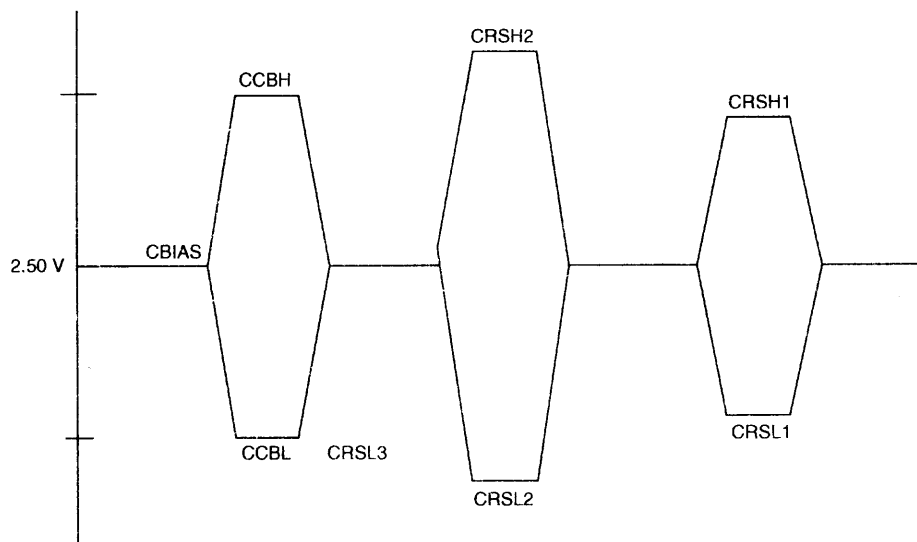 CRSH2
CCBH
CRSH1
CBIAS
2.50 V
CRSL1
CCBL
CRSL3
CRSL2